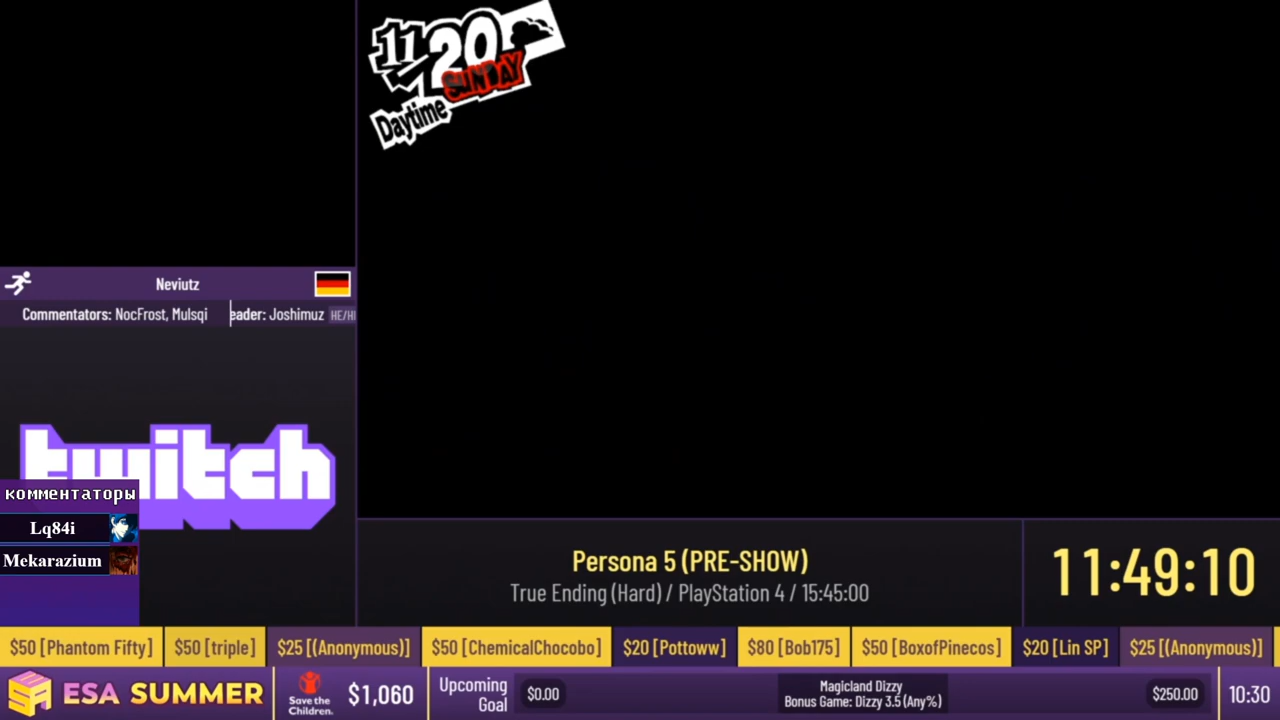 11/20
SUNDAY
Daytime
Neviutz
Commentators: NocFrost, Mulsqi
eader: Joshimuz HE/HI
twitch
комментаторы
Lq84i
Mekarazium
Persona 5 (PRE-SHOW)
True Ending (Hard) / PlayStation 4 / 15:45:00
11:49:10
$50 [Phantom Fifty]
$50 [triple]
$25 [(Anonymous)]
$50 [ChemicalChocobo]
$20 [Pottoww]
$80 [Bob175]
$50 [BoxofPinecos]
$20 [Lin SP]
$25 [(Anonymous)]
ESA SUMMER
Save the
Children.
$1,060
Upcoming
Goal
$0.00
Magicland Dizzy
Bonus Game: Dizzy 3.5 (Any%)
$250.00
10:30